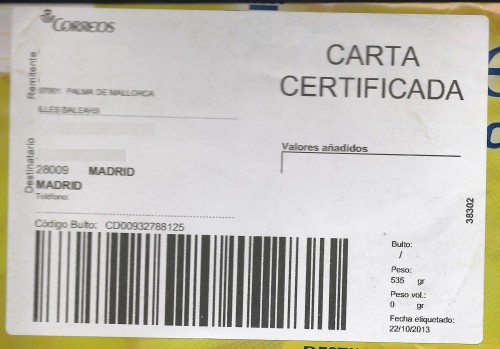 CORREOS
CARTA
CERTIFICADA
Remitente
PALMA DE MALLORCA
ILLES BALEARS
Destinatario
28009 MADRID
MADRID
Teléfono:
Valores añadidos
38302
Código Bulto: CD00932788125
Bulto:
/
Peso:
535 gr
Peso vol.:
0 gr
Fecha etiquetado:
22/10/2013